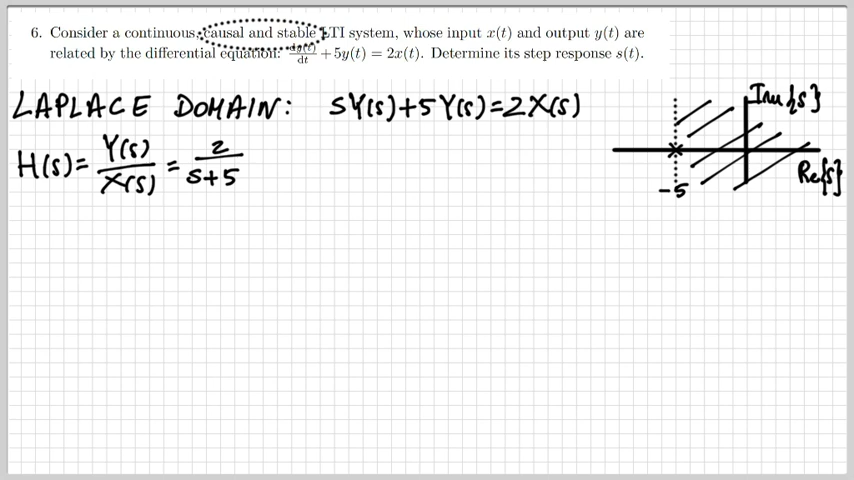 6. Consider a continuous, causal and stable LTI system, whose input x(t) and output y(t) are
related by the differential equation: dy(t)/dt + 5y(t) = 2x(t). Determine its step response s(t).
LAPLACE DOMAIN: SY(s)+5Y(s)=2X(s)
H(s)= Y(s)/X(s) = 2/(s+5)
Im{s}
Re{s}
-5